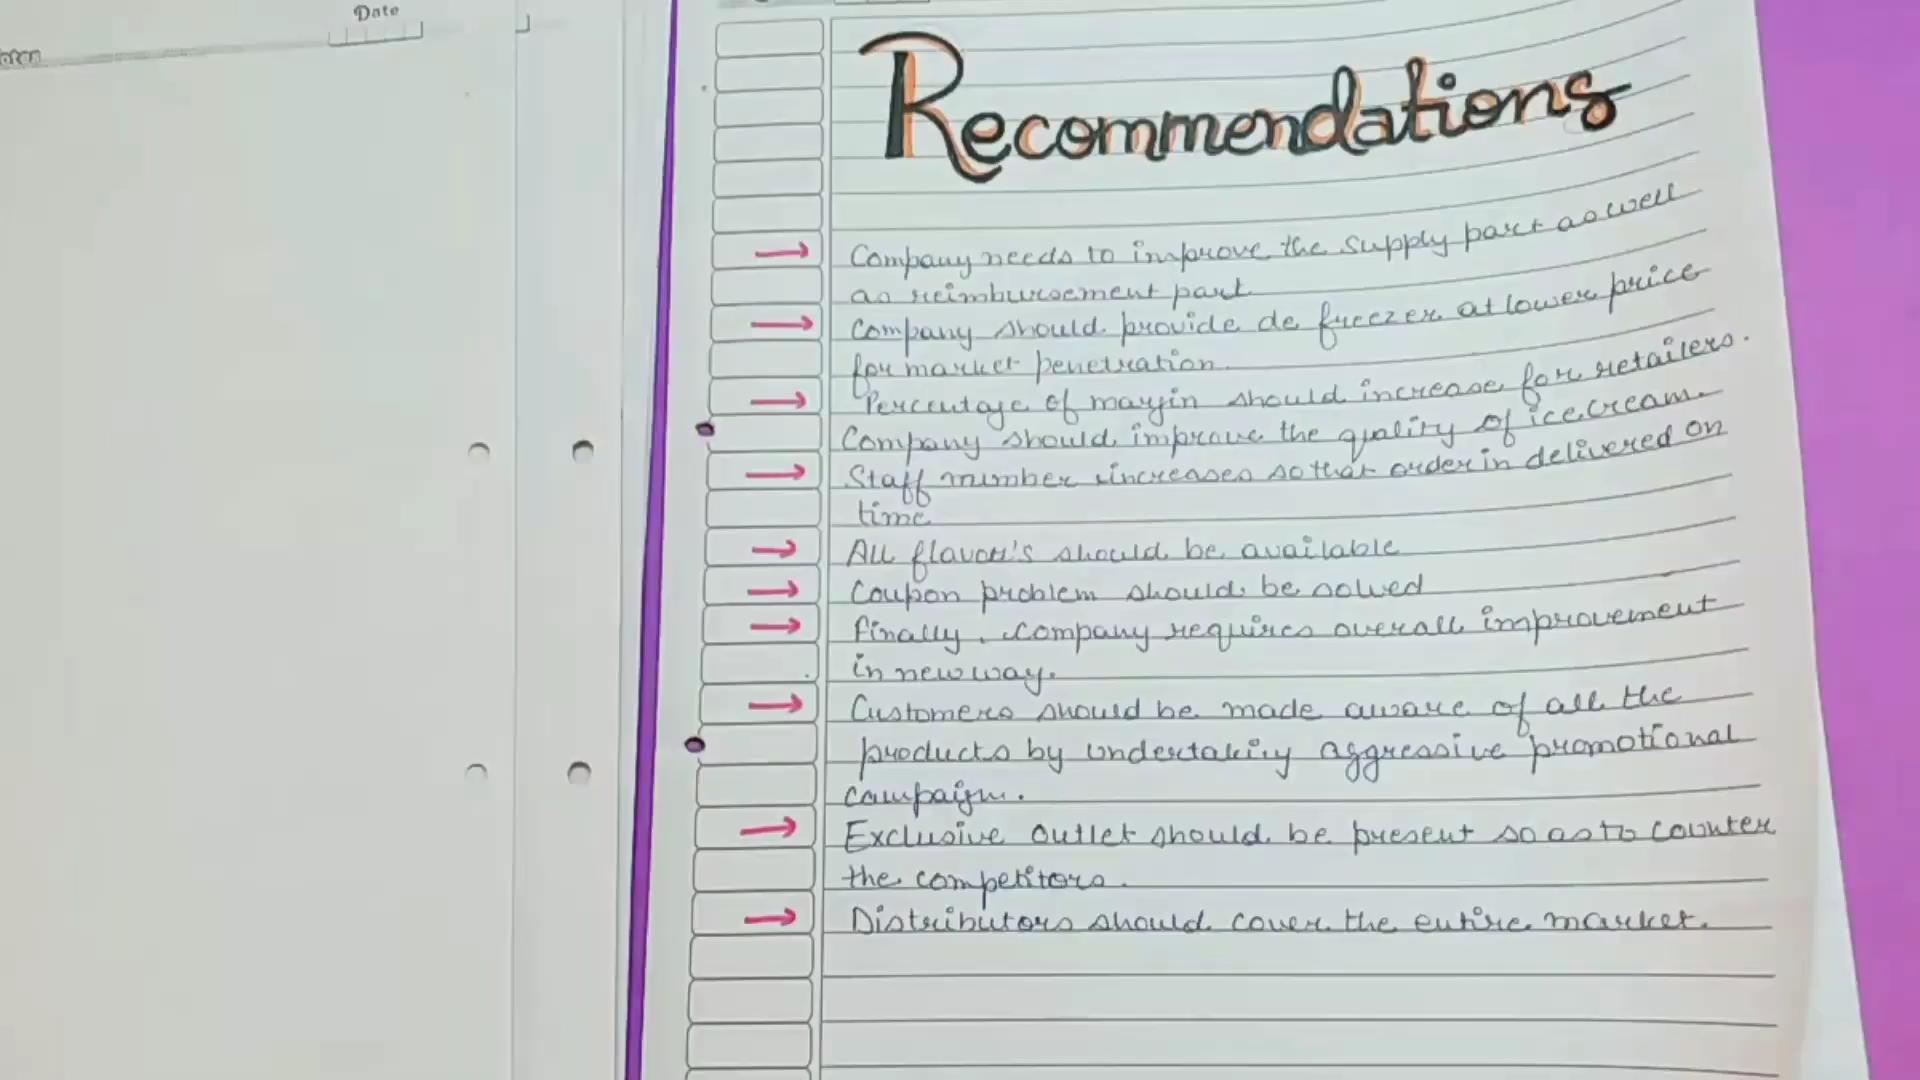 Date
Recommendations
Company needs to improve the supply part as well
as reimbursement part
Company should provide de freezer at lower price
for market penetration.
Percentage of margin should increase for retailers.
Company should improve the quality of ice cream.
Staff number increases so that order in delivered on
time
All flavou's should be available
Coupon problem should be solved
finally, company requires overall improvement
in new way.
Customers should be made aware of all the
products by undertaking aggressive promotional
campaign.
Exclusive outlet should be present so as to counter
the competitors.
Distributors should cover the entire market.